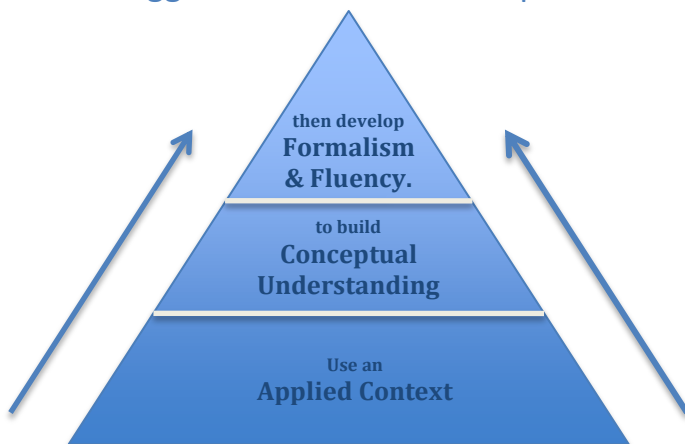 then develop
Formalism
& Fluency.
to build
Conceptual
Understanding
Use an
Applied Context